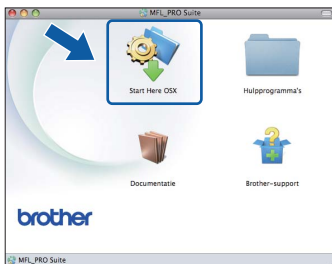 MFL_PRO Suite
Start Here OSX
Hulpprogramma's
Documentatie
Brother-support
brother
MFL_PRO Suite